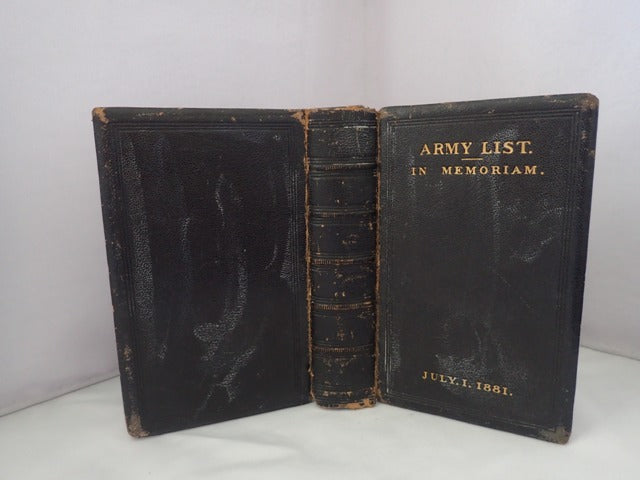 ARMY LIST.
IN MEMORIAM.
JULY. 1. 1881.